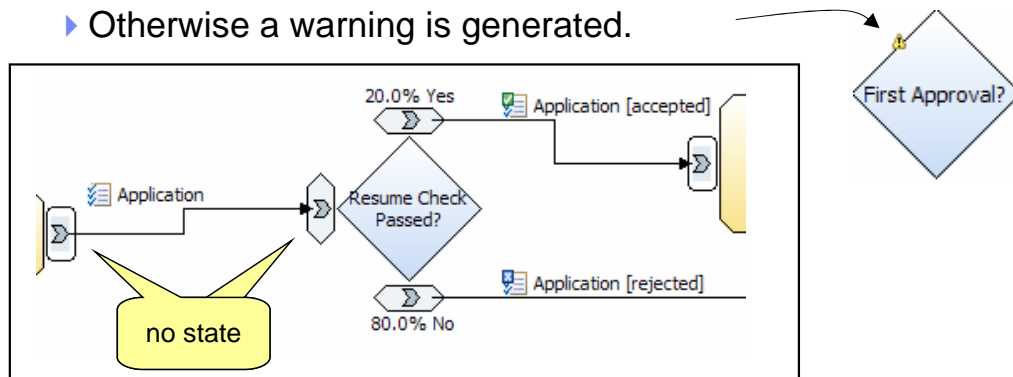 Otherwise a warning is generated.
First Approval?
20.0% Yes
Application [accepted]
Application
Resume Check
Passed?
Application [rejected]
80.0% No
no state